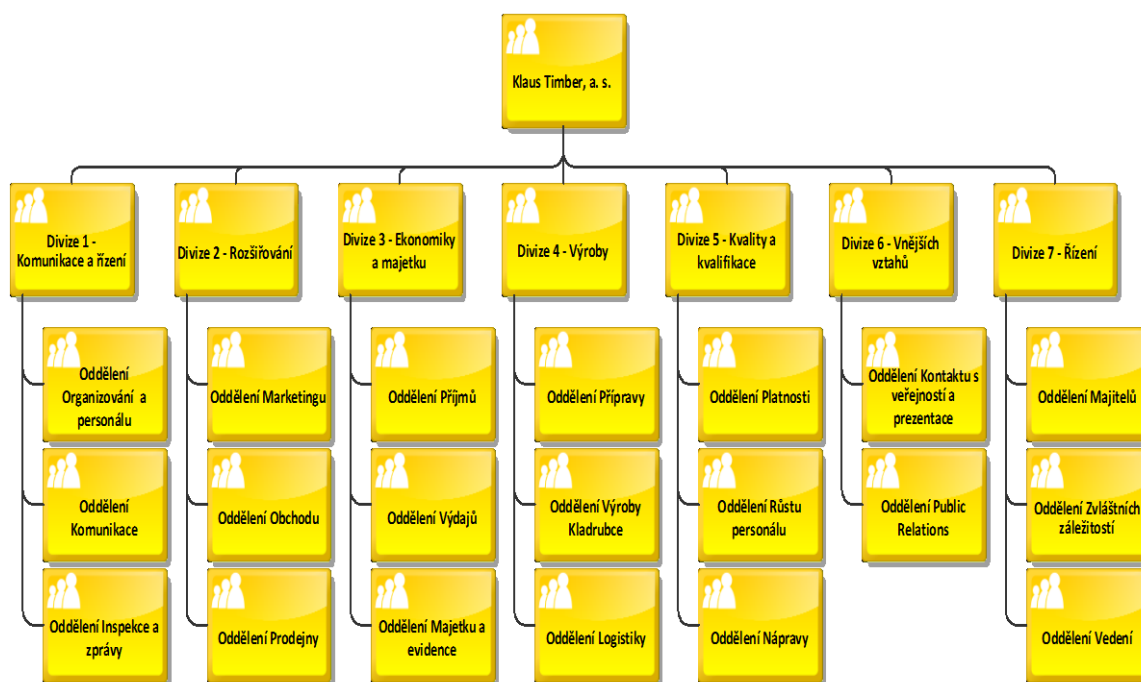 Klaus Timber, a. s.
Divize 1 -
Komunikace a řízení
Divize 2 - Rozšiřování
Divize 3 - Ekonomiky
a majetku
Divize 4 - Výroby
Divize 5 - Kvality a
kvalifikace
Divize 6 - Vnějších
vztahů
Divize 7 - Řízení
Oddělení
Organizování a
personálu
Oddělení Marketingu
Oddělení Příjmů
Oddělení Přípravy
Oddělení Platnosti
Oddělení Kontaktu s
veřejností a
prezentace
Oddělení Majitelů
Oddělení
Komunikace
Oddělení Obchodu
Oddělení Výdajů
Oddělení Výroby
Kladrubce
Oddělení Růstu
personálu
Oddělení Public
Relations
Oddělení Zvláštních
záležitostí
Oddělení Inspekce a
zprávy
Oddělení Prodejny
Oddělení Majetku a
evidence
Oddělení Logistiky
Oddělení Nápravy
Oddělení Vedení